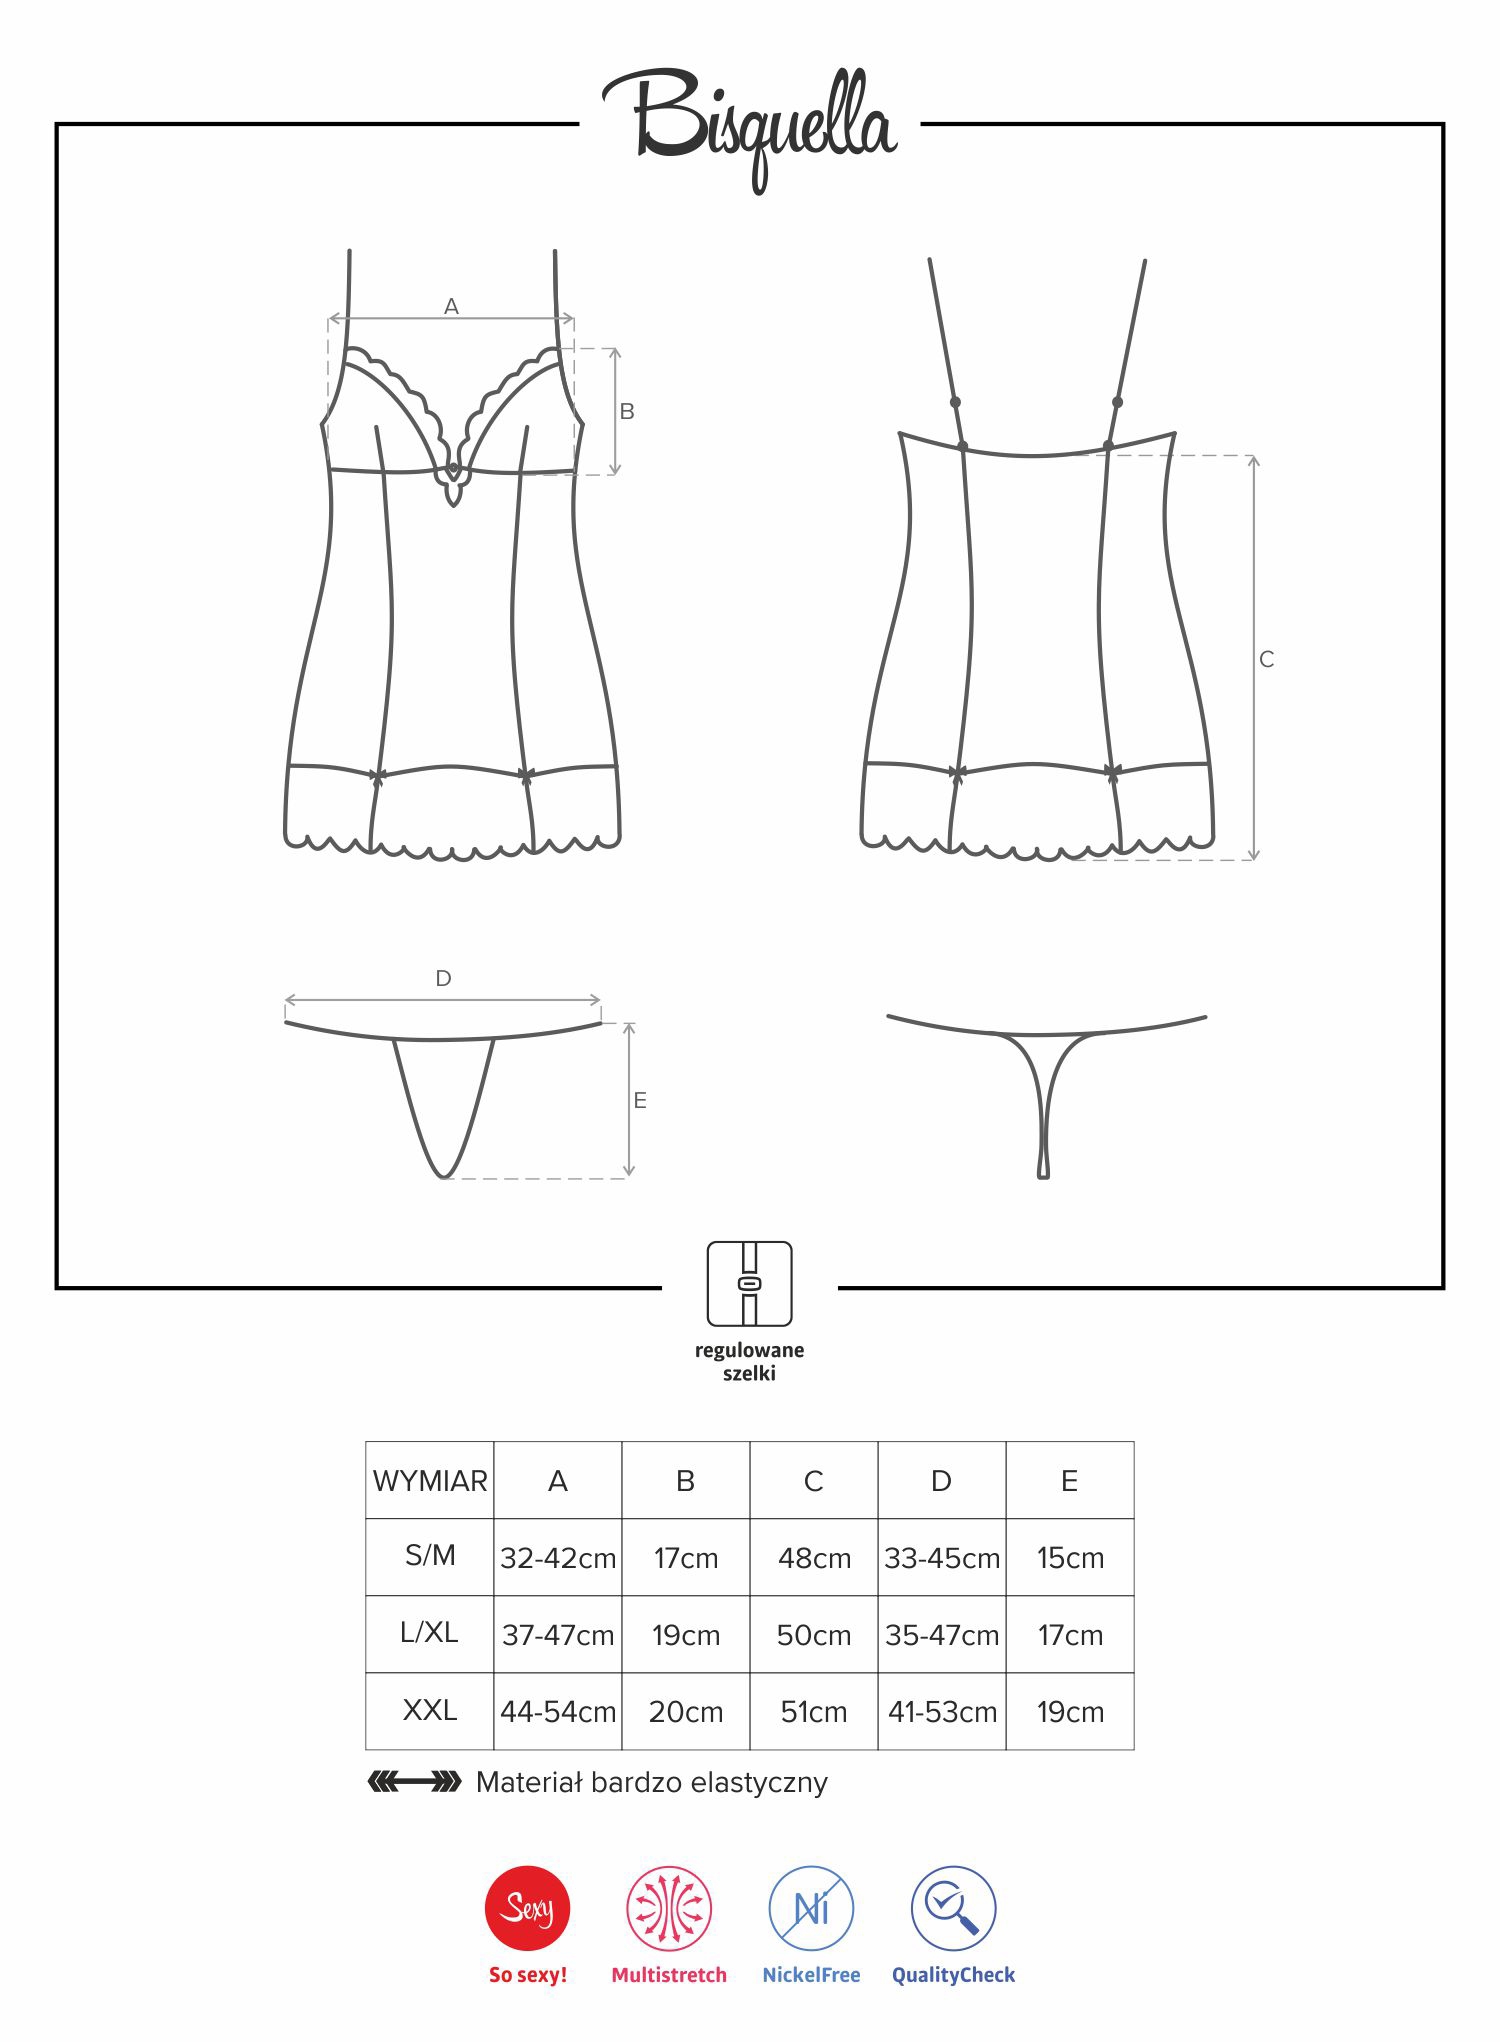 Bisquella
A
B
C
D
E
regulowane
szelki
WYMIAR A B C D E
S/M 32-42cm 17cm 48cm 33-45cm 15cm
L/XL 37-47cm 19cm 50cm 35-47cm 17cm
XXL 44-54cm 20cm 51cm 41-53cm 19cm
Materiał bardzo elastyczny
Sexy
Ni
So sexy! Multistretch NickelFree QualityCheck